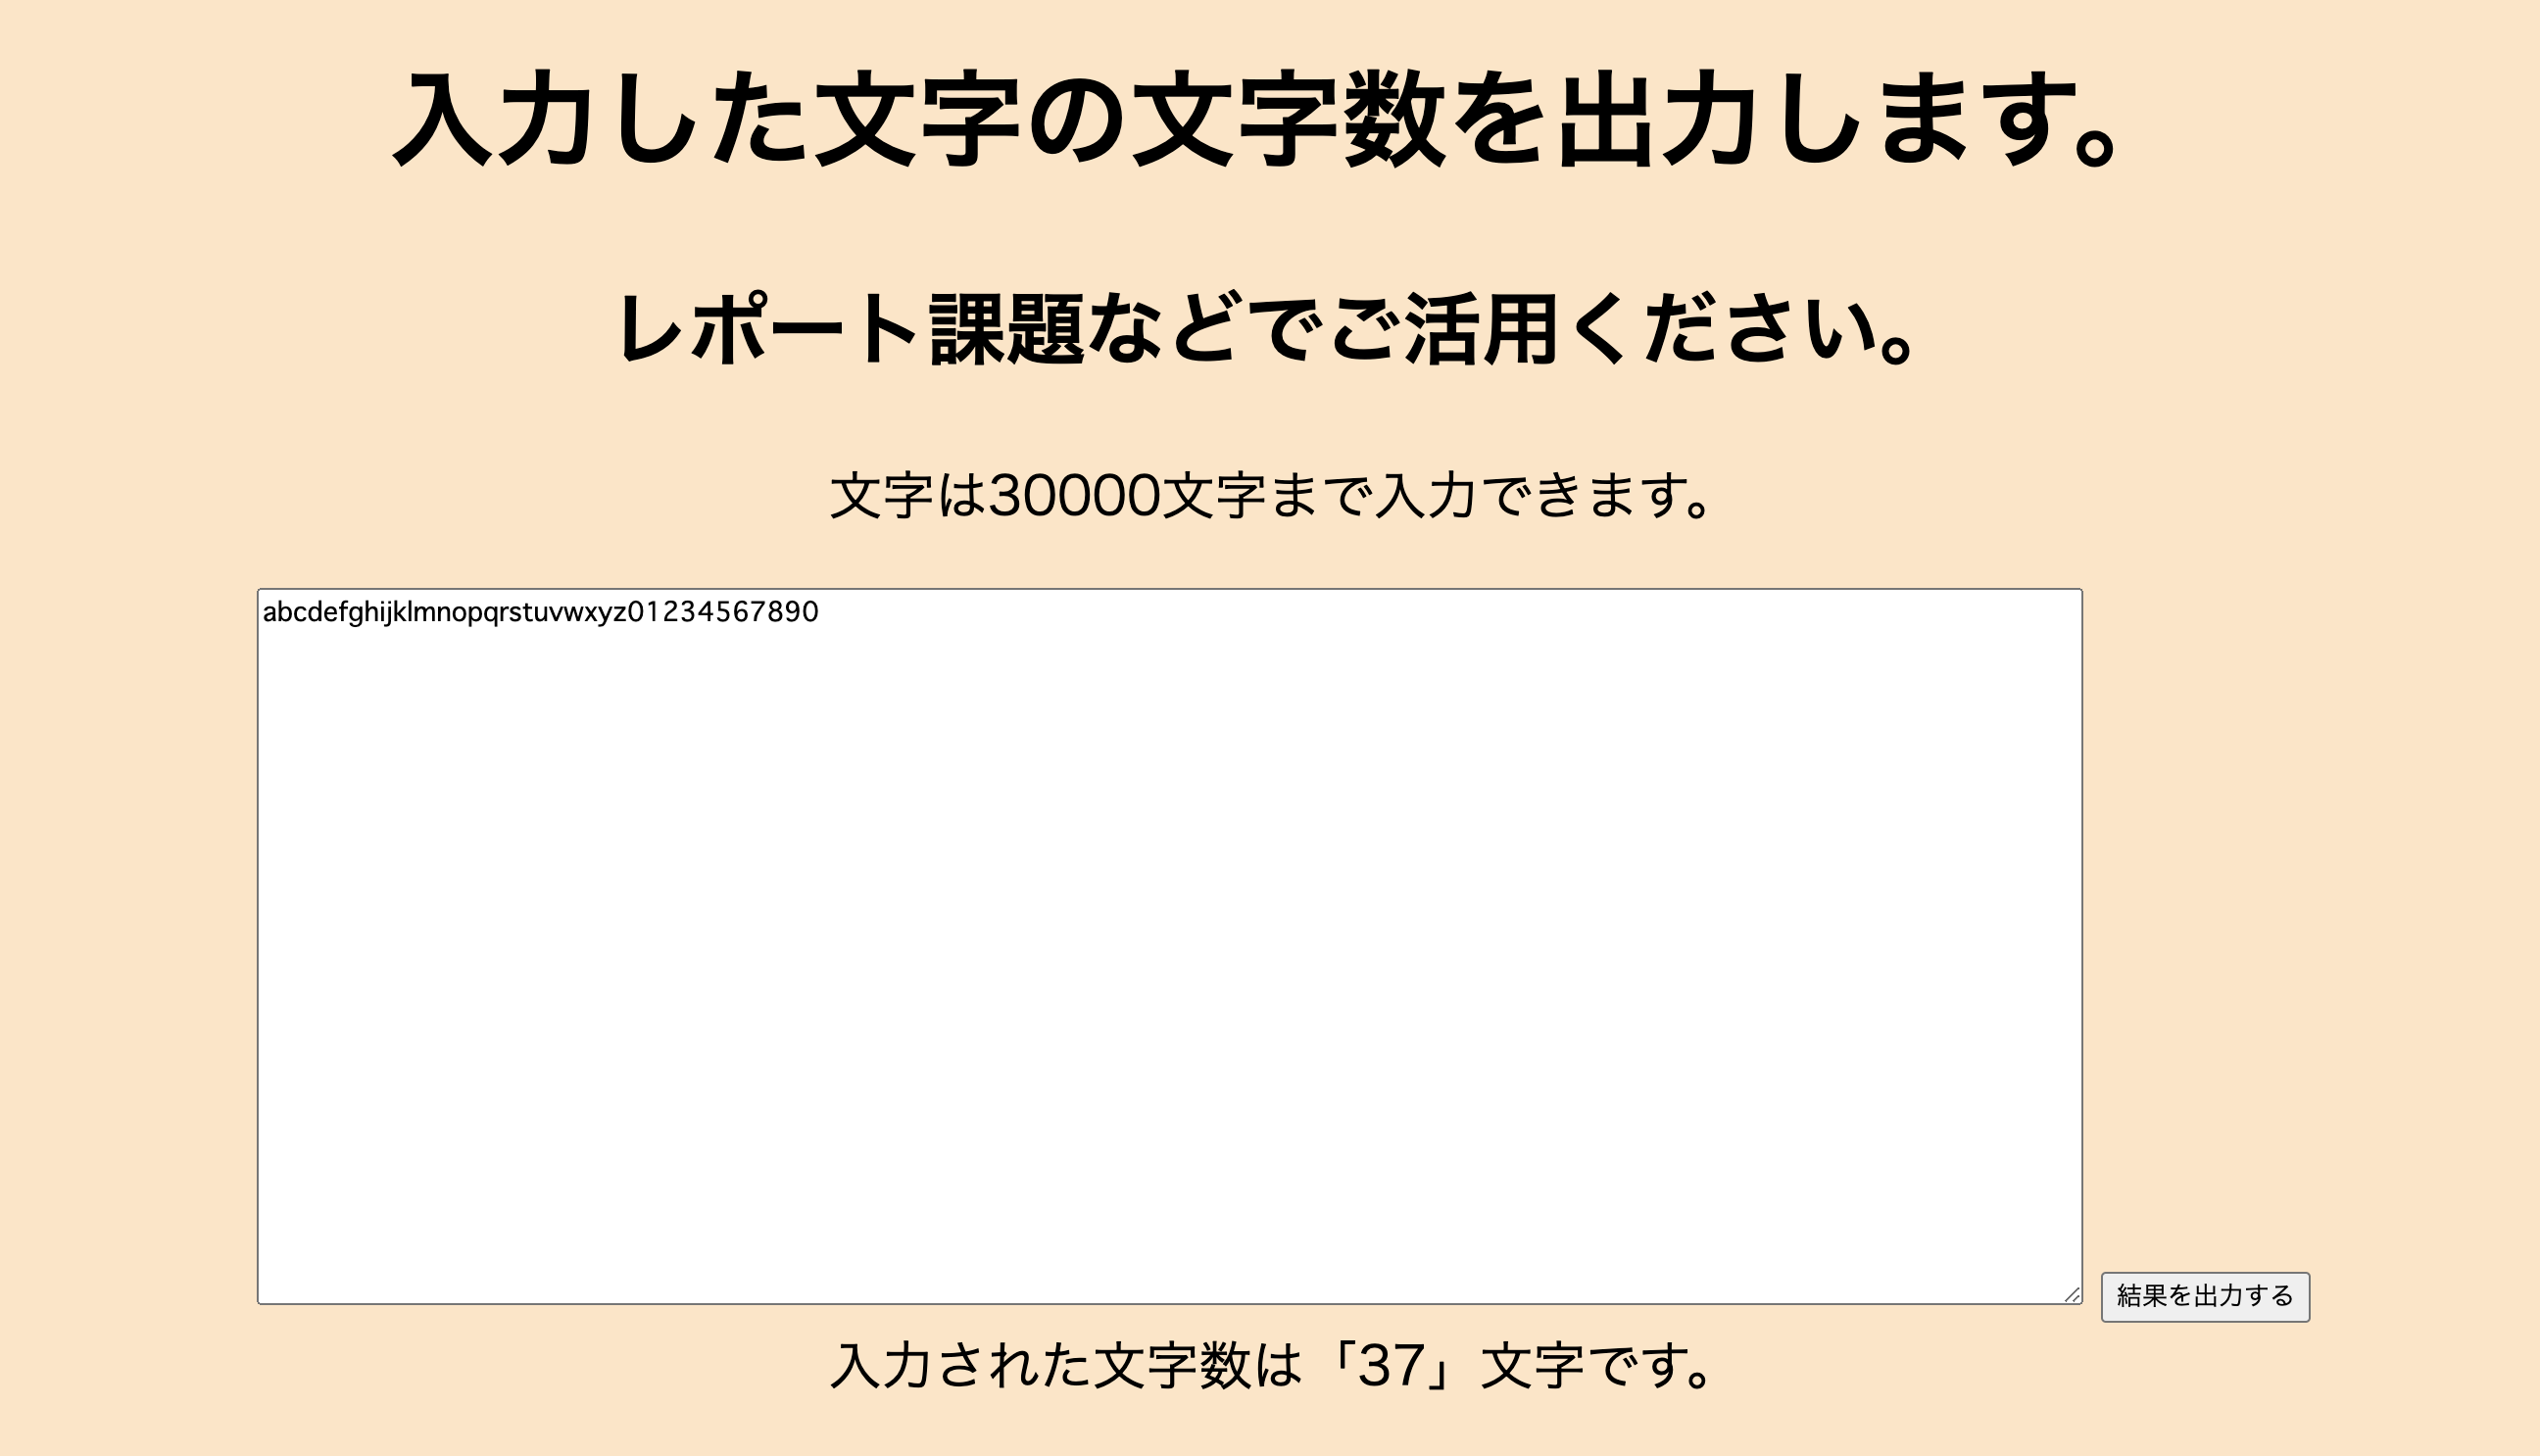 入力した文字の文字数を出力します。
レポート課題などでご活用ください。
文字は30000文字まで入力できます。
abcdefghijklmnopqrstuvwxyz01234567890
結果を出力する
入力された文字数は「37」文字です。